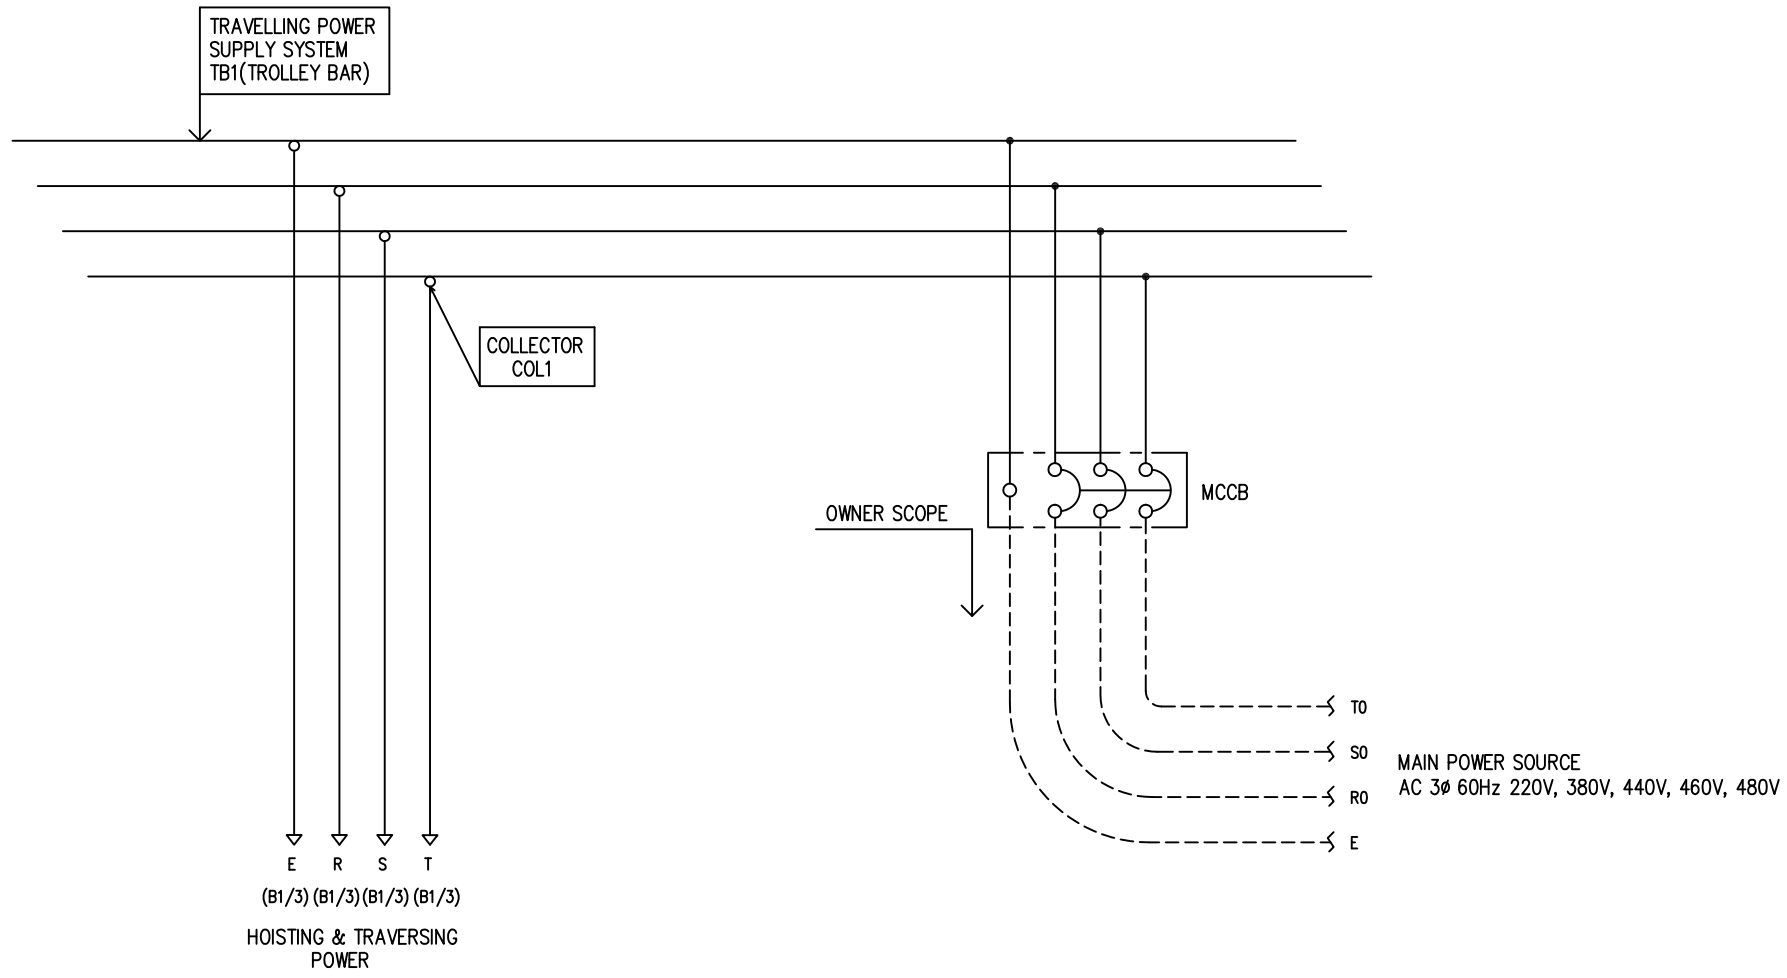 TRAVELLING POWER
SUPPLY SYSTEM
TB1(TROLLEY BAR)
COLLECTOR
COL1
MCCB
OWNER SCOPE
T0
S0
MAIN POWER SOURCE
AC 3ø 60Hz 220V, 380V, 440V, 460V, 480V
R0
E
E R S T
(B1/3) (B1/3) (B1/3) (B1/3)
HOISTING & TRAVERSING
POWER